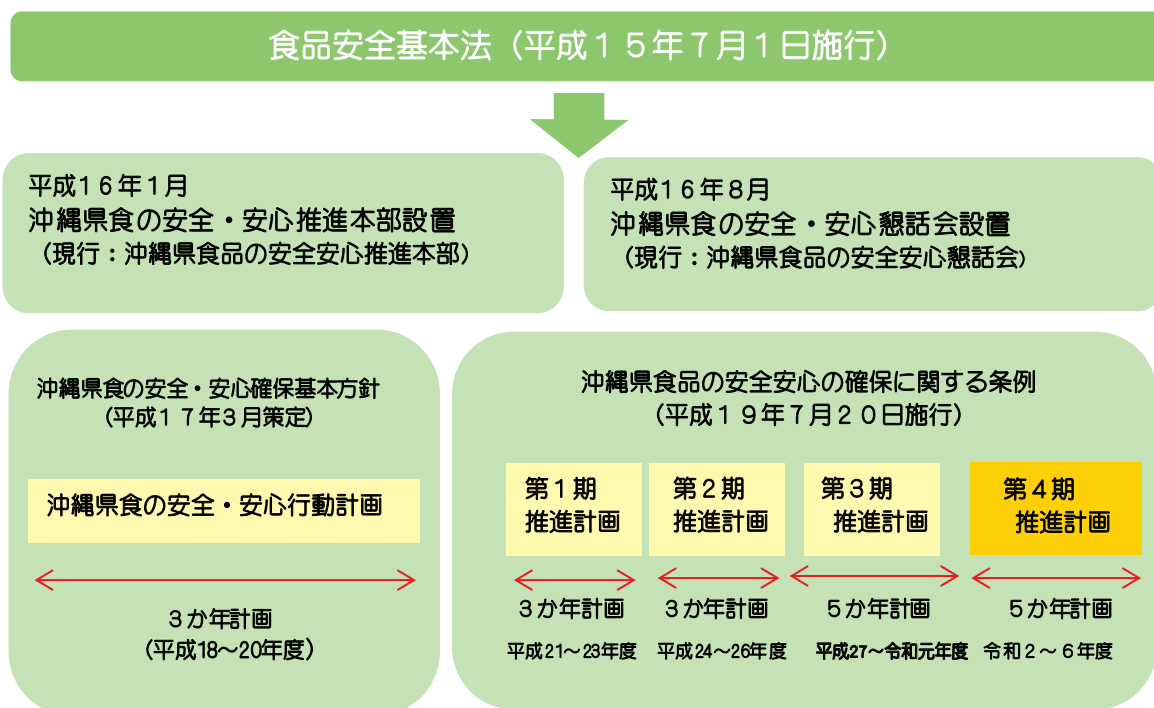 食品安全基本法（平成１５年７月１日施行）
平成１６年１月
沖縄県食の安全・安心推進本部設置
（現行：沖縄県食品の安全安心推進本部）
平成１６年８月
沖縄県食の安全・安心懇話会設置
（現行：沖縄県食品の安全安心懇話会）
沖縄県食の安全・安心確保基本方針
（平成１７年３月策定）
沖縄県食の安全・安心行動計画
３か年計画
（平成18～20年度）
沖縄県食品の安全安心の確保に関する条例
（平成１９年７月２０日施行）
第１期
推進計画
３か年計画
平成21～23年度
第２期
推進計画
３か年計画
平成24～26年度
第３期
推進計画
５か年計画
平成27～令和元年度
第４期
推進計画
５か年計画
令和２～６年度